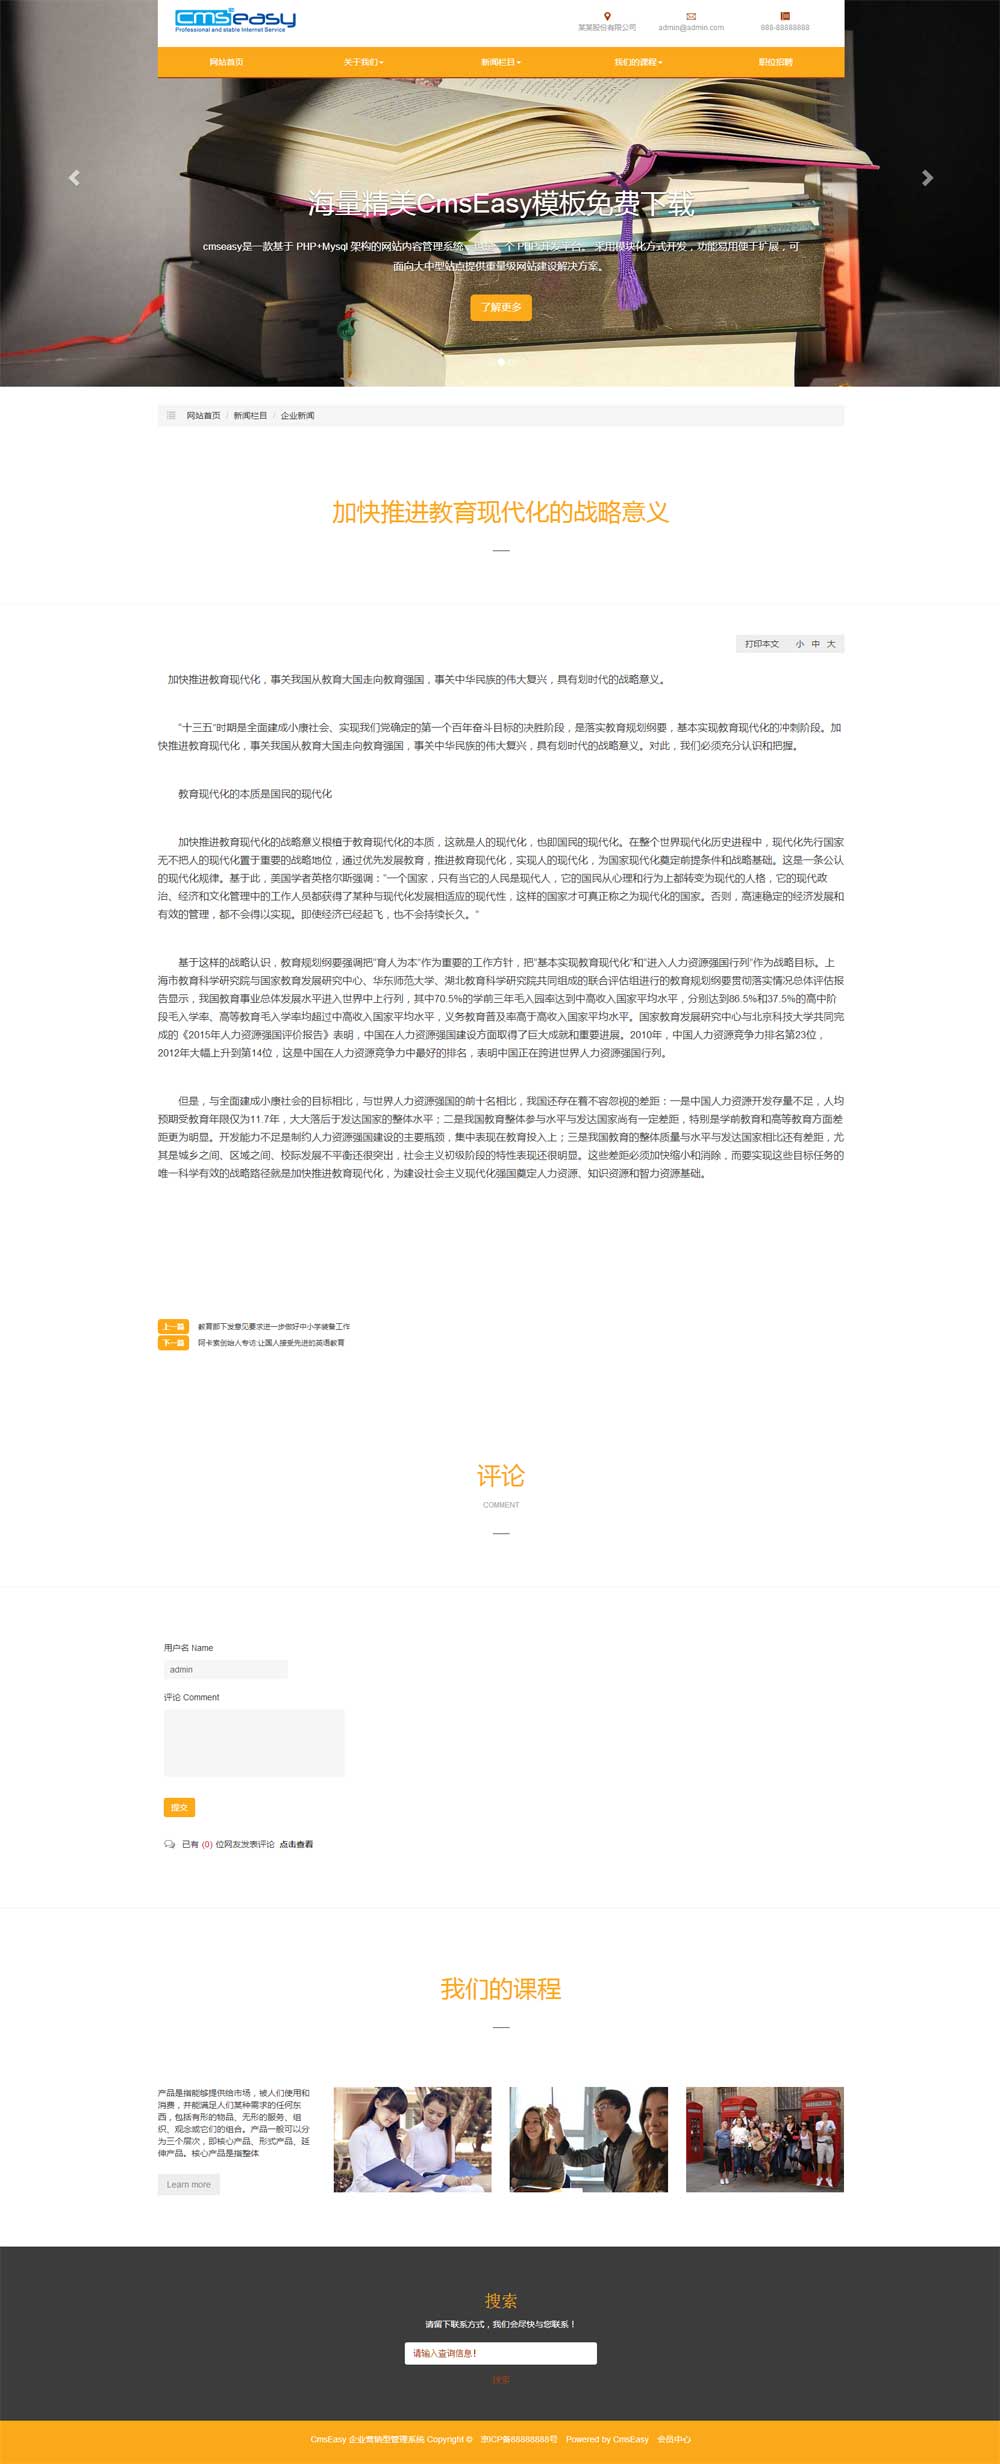 cmseasy
Professional and stable Internet Service
某某股份有限公司
admin@admin.com
888-88888888
网站首页
关于我们
新闻栏目
我们的课程
职位招聘
海量精美CmsEasy模板免费下载
cmseasy是一款基于 PHP+Mysql 架构的网站内容管理系统 个 PHP 开发平台。 采用模块化方式开发，功能易用便于扩展，可
面向大中型站点提供重量级网站建设解决方案。
了解更多
网站首页 / 新闻栏目 / 企业新闻
加快推进教育现代化的战略意义
打印本文 小 中 大
加快推进教育现代化，事关我国从教育大国走向教育强国，事关中华民族的伟大复兴，具有划时代的战略意义。
“十三五”时期是全面建成小康社会、实现我们党确定的第一个百年奋斗目标的决胜阶段，是落实教育规划纲要，基本实现教育现代化的冲刺阶段。加
快推进教育现代化，事关我国从教育大国走向教育强国，事关中华民族的伟大复兴，具有划时代的战略意义。对此，我们必须充分认识和把握。
教育现代化的本质是国民的现代化
加快推进教育现代化的战略意义根植于教育现代化的本质，这就是人的现代化，也即国民的现代化。在整个世界现代化历史进程中，现代化先行国家
无不把人的现代化置于重要的战略地位，通过优先发展教育，推进教育现代化，实现人的现代化，为国家现代化奠定前提条件和战略基础。这是一条公认
的现代化规律。基于此，美国学者英格尔斯强调：“一个国家，只有当它的人民是现代人，它的国民从心理和行为上都转变为现代的人格，它的现代政
治、经济和文化管理中的工作人员都获得了某种与现代化发展相适应的现代性，这样的国家才可真正称之为现代化的国家。否则，高速稳定的经济发展和
有效的管理，都不会得以实现。即使经济已经起飞，也不会持续长久。”
基于这样的战略认识，教育规划纲要强调把“育人为本”作为重要的工作方针，把“基本实现教育现代化”和“进入人力资源强国行列”作为战略目标。上
海市教育科学研究院与国家教育发展研究中心、华东师范大学、湖北教育科学研究院共同组成的联合评估组进行的教育规划纲要贯彻落实情况总体评估报
告显示，我国教育事业总体发展水平进入世界中上行列，其中70.5%的学前三年毛入园率达到中高收入国家平均水平，分别达到86.5%和37.5%的高中阶
段毛入学率、高等教育毛入学率均超过中高收入国家平均水平，义务教育普及率高于高收入国家平均水平。国家教育发展研究中心与北京科技大学共同完
成的《2015年人力资源强国评价报告》表明，中国在人力资源强国建设方面取得了巨大成就和重要进展。2010年，中国人力资源竞争力排名第23位，
2012年大幅上升到第14位，这是中国在人力资源竞争力中最好的排名，表明中国正在跨进世界人力资源强国行列。
但是，与全面建成小康社会的目标相比，与世界人力资源强国的前十名相比，我国还存在着不容忽视的差距：一是中国人力资源开发存量不足，人均
预期受教育年限仅为11.7年，大大落后于发达国家的整体水平；二是我国教育整体参与水平与发达国家尚有一定差距，特别是学前教育和高等教育方面差
距更为明显。开发能力不足是制约人力资源强国建设的主要瓶颈，集中表现在教育投入上；三是我国教育的整体质量与水平与发达国家相比还有差距，尤
其是城乡之间、区域之间、校际发展不平衡还很突出，社会主义初级阶段的特性表现还很明显。这些差距必须加快缩小和消除，而要实现这些目标任务的
唯一科学有效的战略路径就是加快推进教育现代化，为建设社会主义现代化强国奠定人力资源、知识资源和智力资源基础。
上一篇 教育部下发意见要求进一步做好中小学装备工作
下一篇 阿卡索创始人专访:让国人接受先进的英语教育
评论
COMMENT
用户名 Name
admin
评论 Comment
提交
已有 (0) 位网友发表评论 点击查看
我们的课程
产品是指能够提供给市场，被人们使用和
消费，并能满足人们某种需求的任何东
西，包括有形的物品、无形的服务、组
织、观念或它们的组合。产品一般可以分
为三个层次，即核心产品、形式产品、延
伸产品。核心产品是指整体
Learn more
搜索
请留下联系方式，我们会尽快与您联系！
请输入查询信息！
搜索
CmsEasy 企业营销型管理系统 Copyright © 京ICP备88888888号 Powered by CmsEasy 会员中心